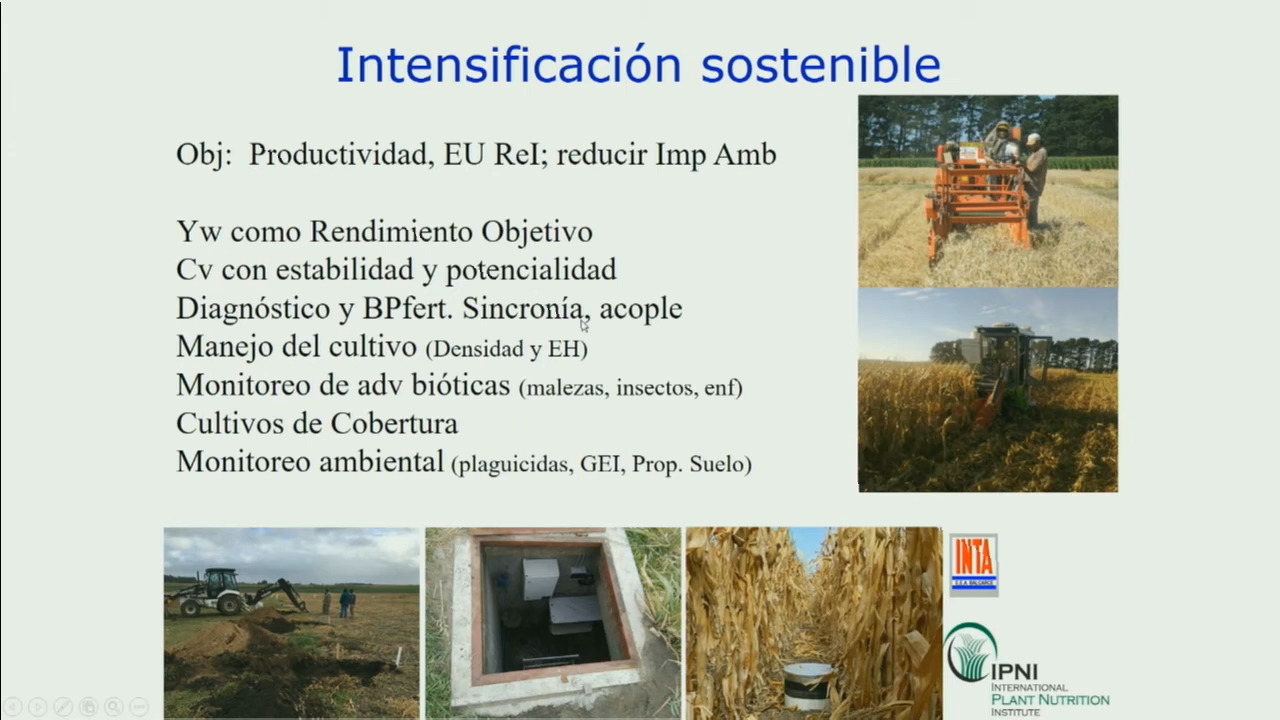 Intensificación sostenible
Obj: Productividad, EU ReI; reducir Imp Amb
Yw como Rendimiento Objetivo
Cv con estabilidad y potencialidad
Diagnóstico y BPfert. Sincronía, acople
Manejo del cultivo (Densidad y EH)
Monitoreo de adv bióticas (malezas, insectos, enf)
Cultivos de Cobertura
Monitoreo ambiental (plaguicidas, GEI, Prop. Suelo)
INTA
E.E.A. BALCARCE
IPNI
INTERNATIONAL
PLANT NUTRITION
INSTITUTE